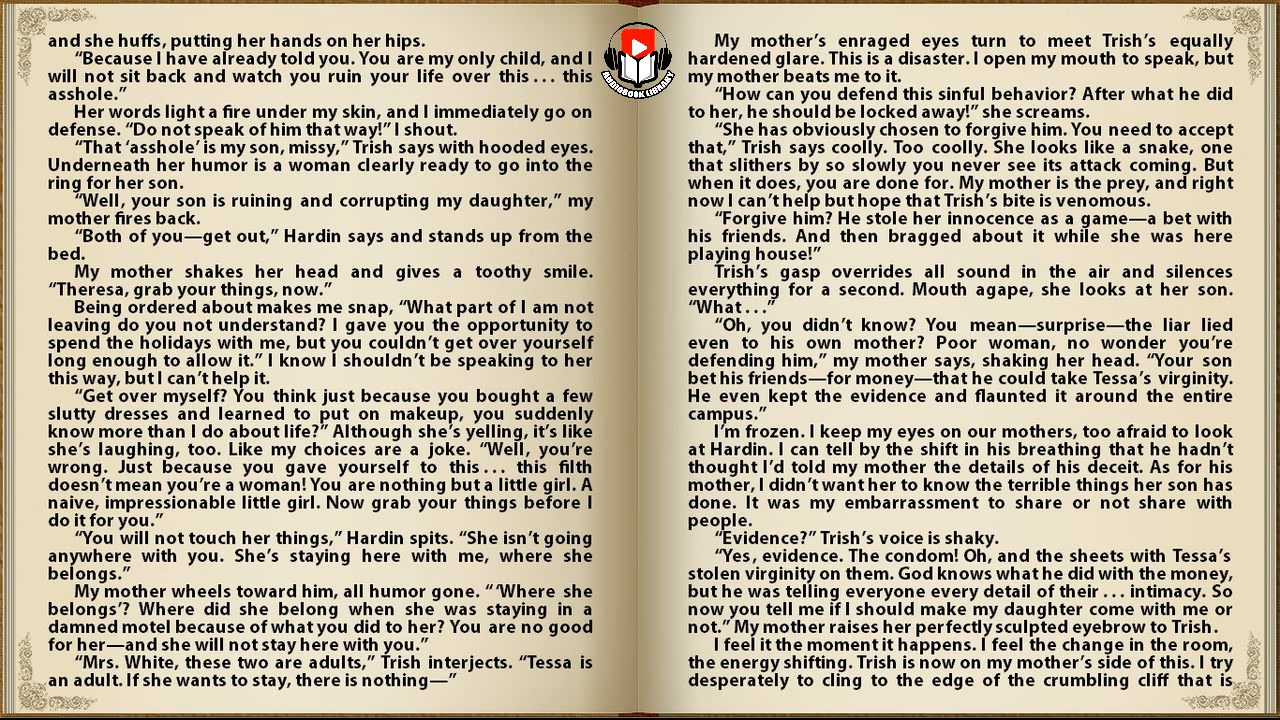 and she huffs, putting her hands on her hips.
“Because I have already told you. You are my only child, and I
will not sit back and watch you ruin your life over this . . . this
asshole.”
Her words light a fire under my skin, and I immediately go on
defense. “Do not speak of him that way!” I shout.
“That ‘asshole’ is my son, missy,” Trish says with hooded eyes.
Underneath her humor is a woman clearly ready to go into the
ring for her son.
“Well, your son is ruining and corrupting my daughter,” my
mother fires back.
“Both of you—get out,” Hardin says and stands up from the
bed.
My mother shakes her head and gives a toothy smile.
“Theresa, grab your things, now.”
Being ordered about makes me snap, “What part of I am not
leaving do you not understand? I gave you the opportunity to
spend the holidays with me, but you couldn’t get over yourself
long enough to allow it.” I know I shouldn’t be speaking to her
this way, but I can’t help it.
“Get over myself? You think just because you bought a few
slutty dresses and learned to put on makeup, you suddenly
know more than I do about life?” Although she’s yelling, it’s like
she’s laughing, too. Like my choices are a joke. “Well, you’re
wrong. Just because you gave yourself to this . . . this filth
doesn’t mean you’re a woman! You are nothing but a little girl. A
naive, impressionable little girl. Now grab your things before I
do it for you.”
“You will not touch her things,” Hardin spits. “She isn’t going
anywhere with you. She’s staying here with me, where she
belongs.”
My mother wheels toward him, all humor gone. “ ‘Where she
belongs’? Where did she belong when she was staying in a
damned motel because of what you did to her? You are no good
for her—and she will not stay here with you.”
“Mrs. White, these two are adults,” Trish interjects. “Tessa is
an adult. If she wants to stay, there is nothing—”
AUDIOBOOK LIBRARY
My mother’s enraged eyes turn to meet Trish’s equally
hardened glare. This is a disaster. I open my mouth to speak, but
my mother beats me to it.
“How can you defend this sinful behavior? After what he did
to her, he should be locked away!” she screams.
“She has obviously chosen to forgive him. You need to accept
that,” Trish says coolly. Too coolly. She looks like a snake, one
that slithers by so slowly you never see its attack coming. But
when it does, you are done for. My mother is the prey, and right
now I can’t help but hope that Trish’s bite is venomous.
“Forgive him? He stole her innocence as a game—a bet with
his friends. And then bragged about it while she was here
playing house!”
Trish’s gasp overrides all sound in the air and silences
everything for a second. Mouth agape, she looks at her son.
“What . . .”
“Oh, you didn’t know? You mean—surprise—the liar lied
even to his own mother? Poor woman, no wonder you’re
defending him,” my mother says, shaking her head. “Your son
bet his friends—for money—that he could take Tessa’s virginity.
He even kept the evidence and flaunted it around the entire
campus.”
I’m frozen. I keep my eyes on our mothers, too afraid to look
at Hardin. I can tell by the shift in his breathing that he hadn’t
thought I’d told my mother the details of his deceit. As for his
mother, I didn’t want her to know the terrible things her son has
done. It was my embarrassment to share or not share with
people.
“Evidence?” Trish’s voice is shaky.
“Yes, evidence. The condom! Oh, and the sheets with Tessa’s
stolen virginity on them. God knows what he did with the money,
but he was telling everyone every detail of their . . . intimacy. So
now you tell me if I should make my daughter come with me or
not.” My mother raises her perfectly sculpted eyebrow to Trish.
I feel it the moment it happens. I feel the change in the room,
the energy shifting. Trish is now on my mother’s side of this. I try
desperately to cling to the edge of the crumbling cliff that is